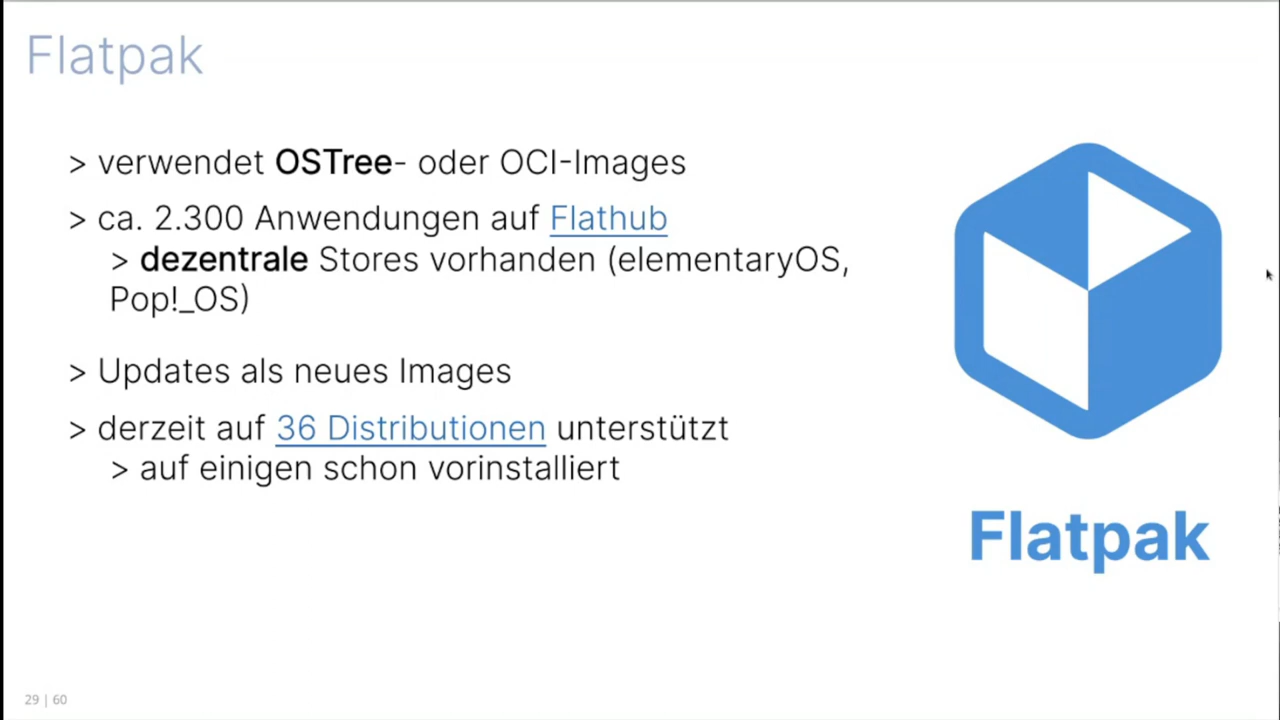 Flatpak
> verwendet OSTree- oder OCI-Images
> ca. 2.300 Anwendungen auf Flathub
> dezentrale Stores vorhanden (elementaryOS,
Pop!_OS)
> Updates als neues Images
> derzeit auf 36 Distributionen unterstützt
> auf einigen schon vorinstalliert
Flatpak
29 | 60